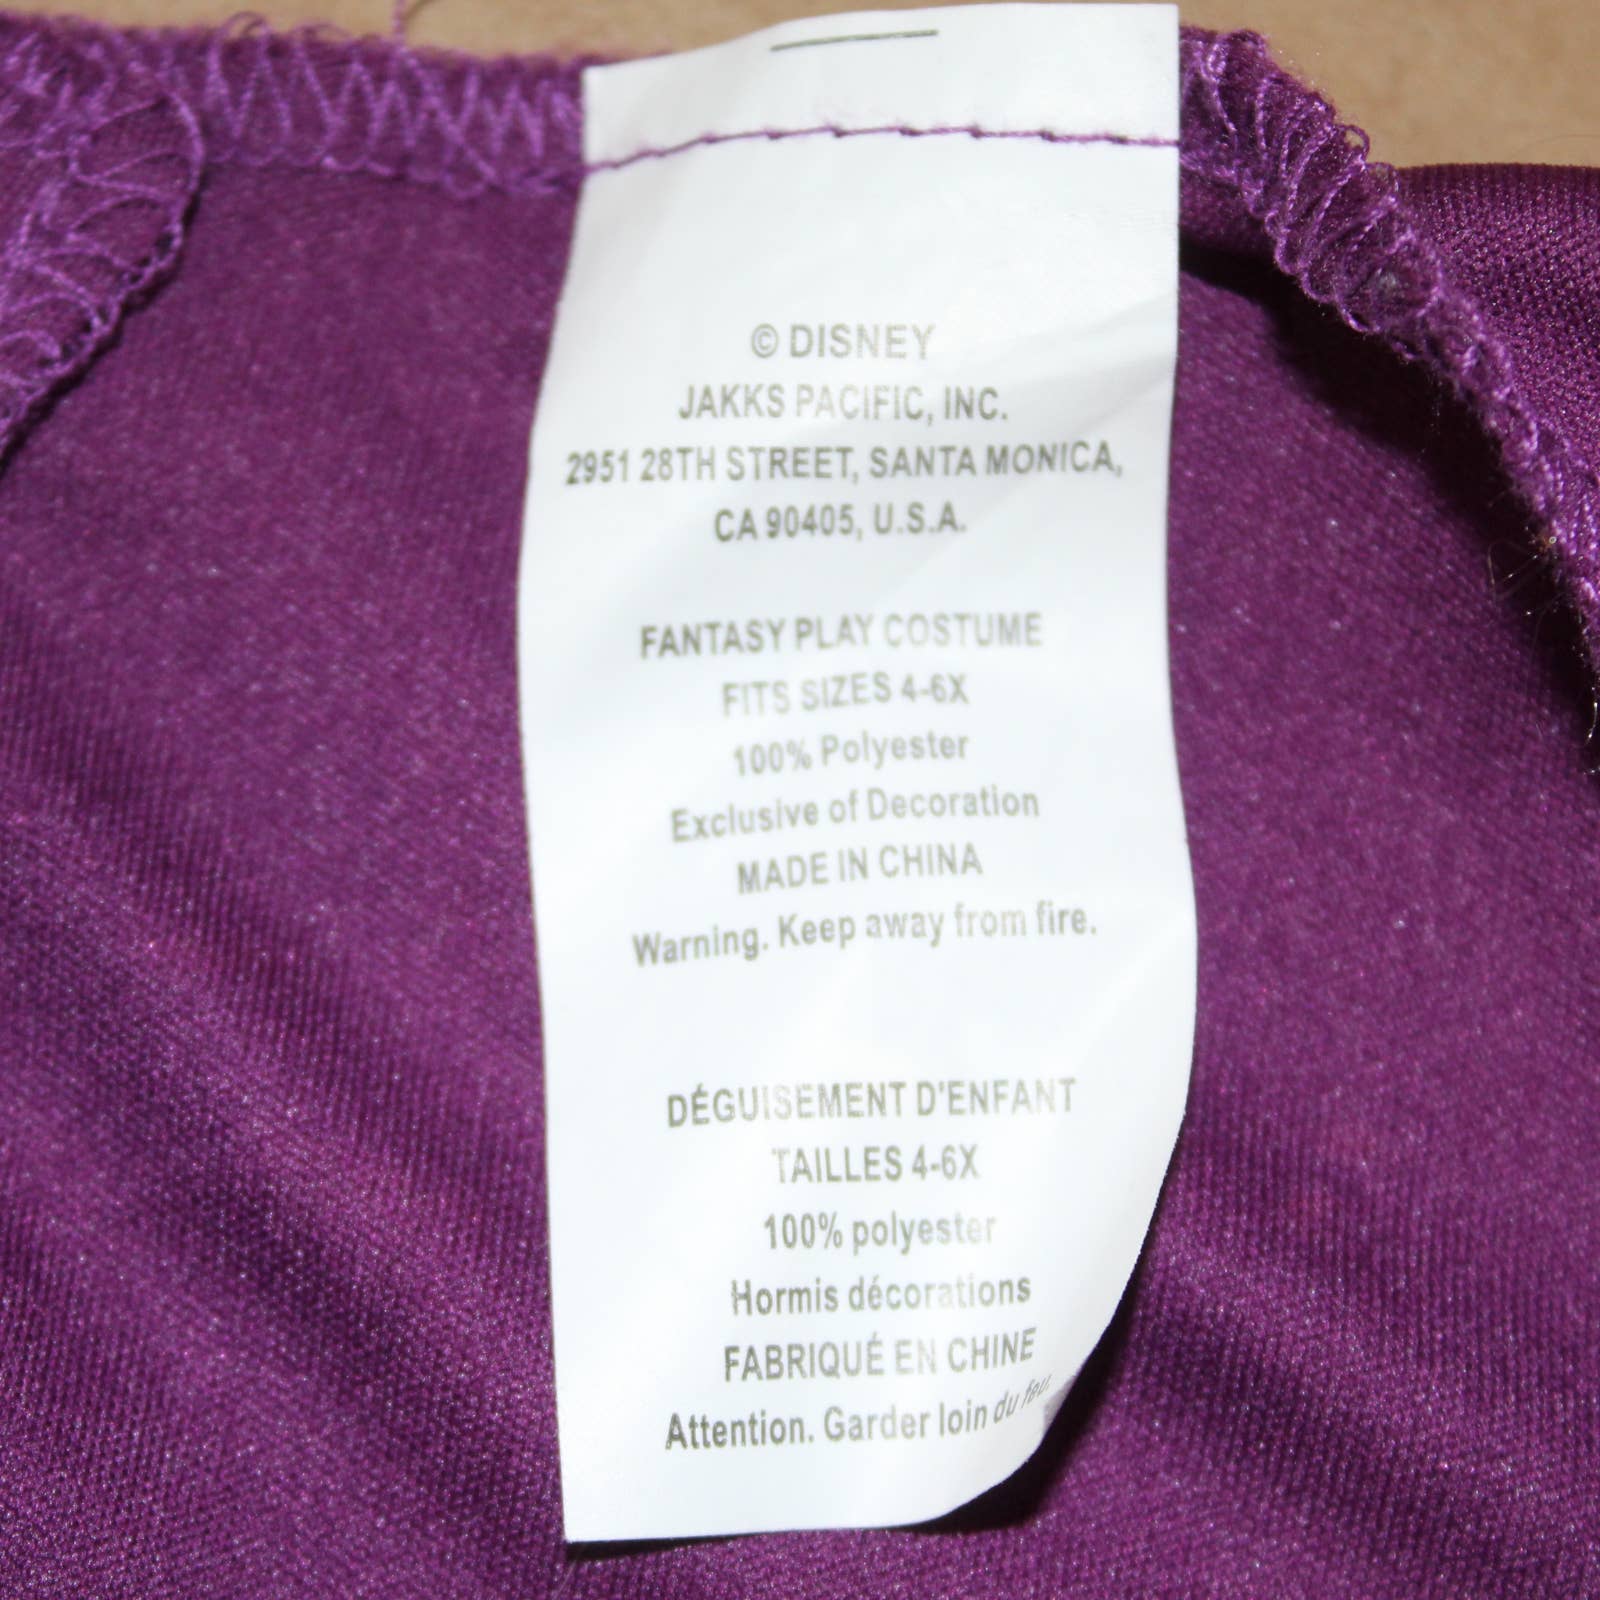 © DISNEY
JAKKS PACIFIC, INC.
2951 28TH STREET, SANTA MONICA,
CA 90405, U.S.A.
FANTASY PLAY COSTUME
FITS SIZES 4-6X
100% Polyester
Exclusive of Decoration
MADE IN CHINA
Warning. Keep away from fire.
DÉGUISEMENT D'ENFANT
TAILLES 4-6X
100% polyester
Hormis décorations
FABRIQUÉ EN CHINE
Attention. Garder loin du feu.